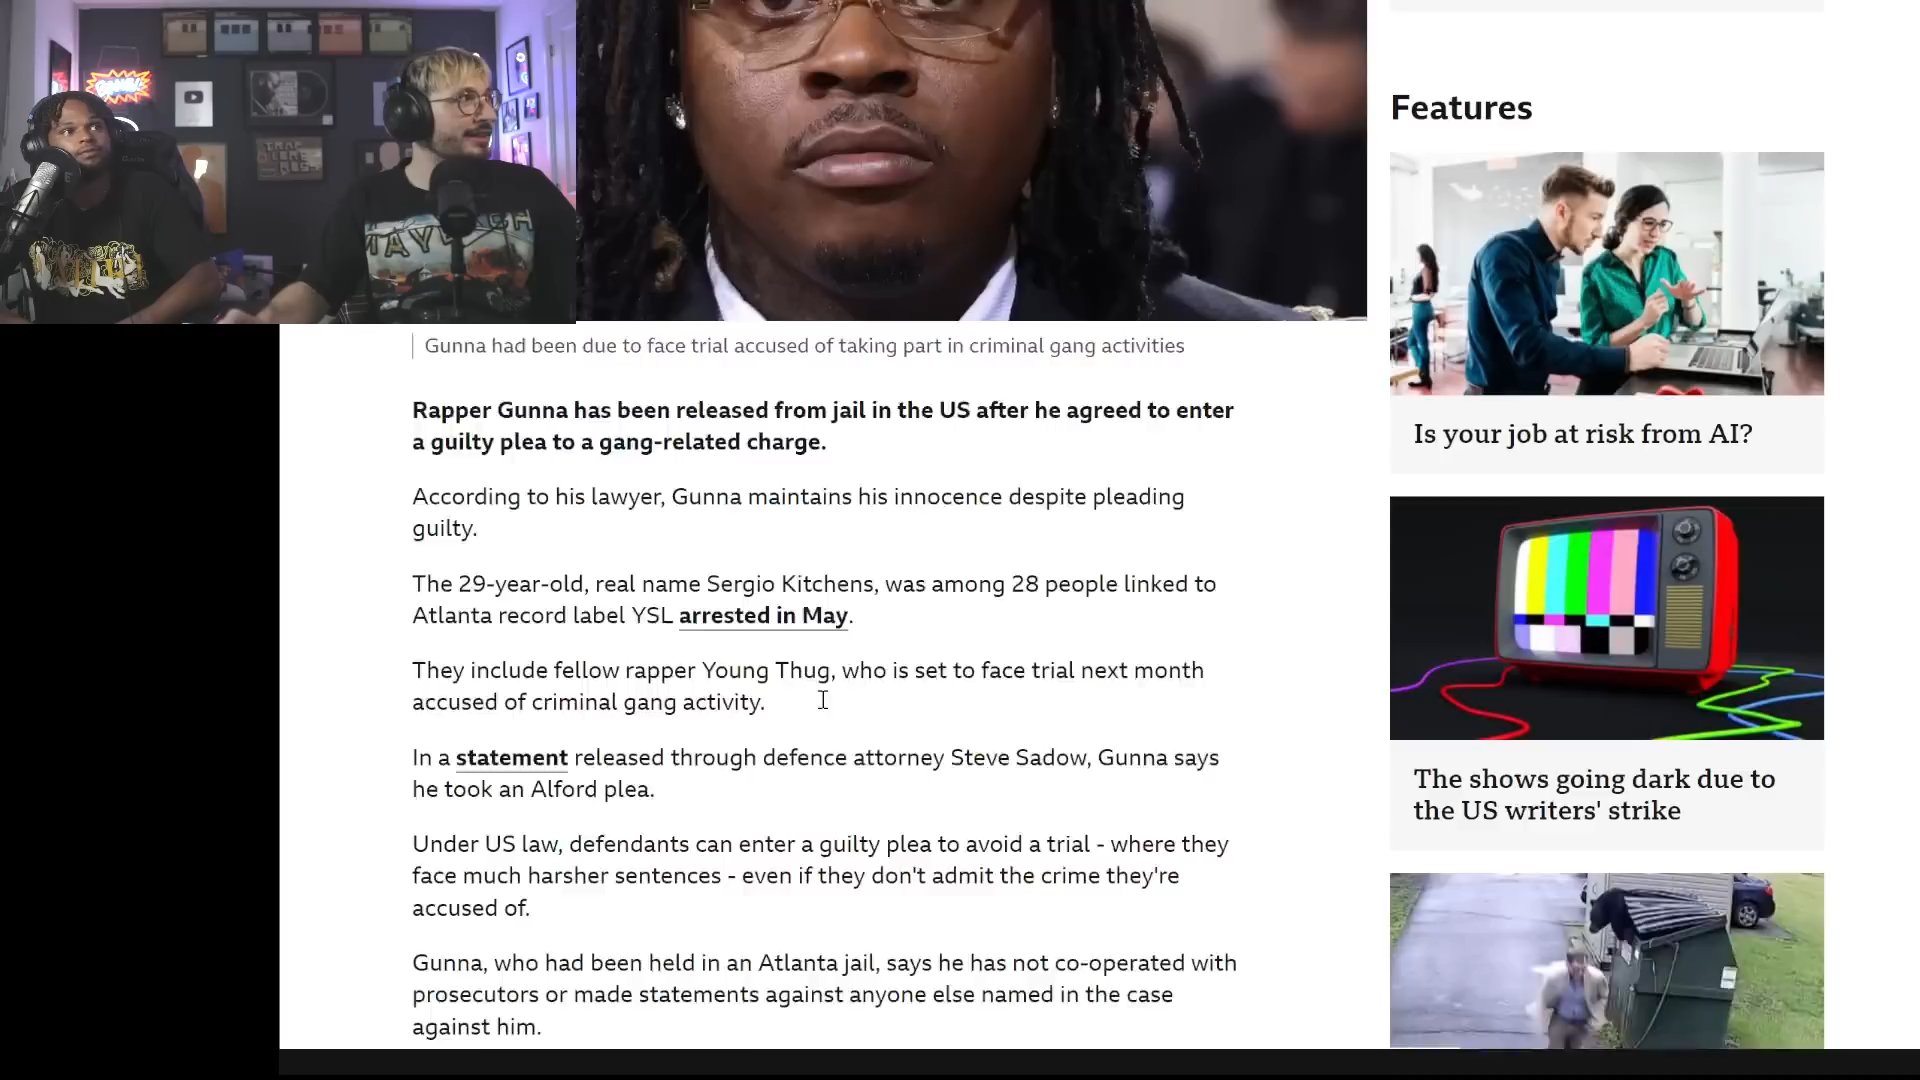 MAYBACH
Gunna had been due to face trial accused of taking part in criminal gang activities
Rapper Gunna has been released from jail in the US after he agreed to enter
a guilty plea to a gang-related charge.
According to his lawyer, Gunna maintains his innocence despite pleading
guilty.
The 29-year-old, real name Sergio Kitchens, was among 28 people linked to
Atlanta record label YSL arrested in May.
They include fellow rapper Young Thug, who is set to face trial next month
accused of criminal gang activity.
In a statement released through defence attorney Steve Sadow, Gunna says
he took an Alford plea.
Under US law, defendants can enter a guilty plea to avoid a trial - where they
face much harsher sentences - even if they don't admit the crime they're
accused of.
Gunna, who had been held in an Atlanta jail, says he has not co-operated with
prosecutors or made statements against anyone else named in the case
against him.
Features
Is your job at risk from AI?
The shows going dark due to
the US writers' strike